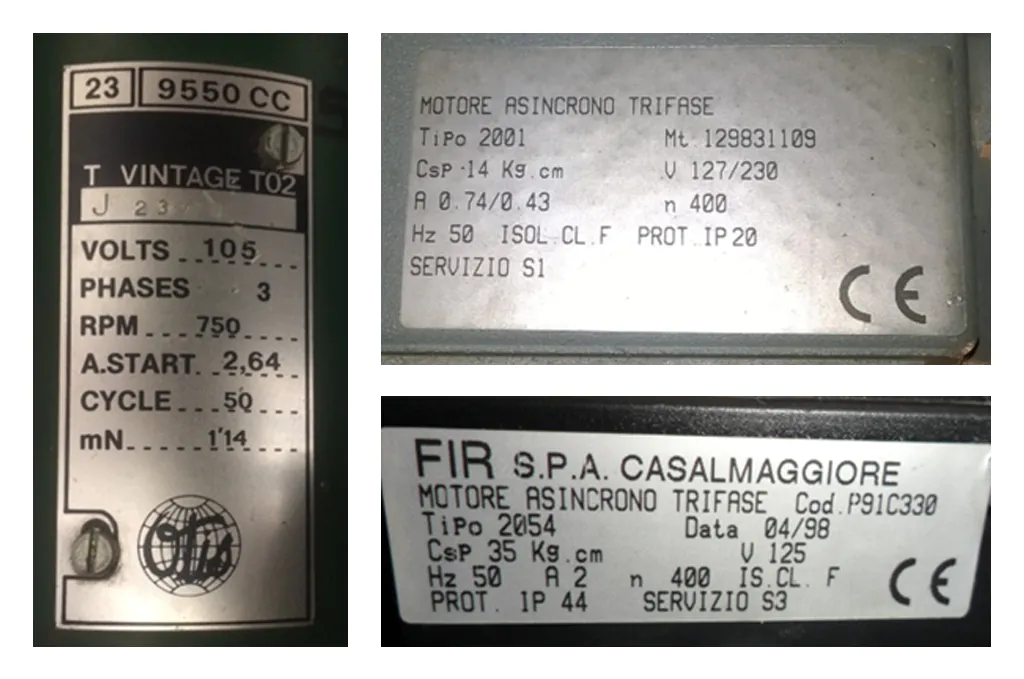 23 9550 CC
T VINTAGE T02
J 23
VOLTS 105
PHASES 3
RPM 750
A.START. 2,64
CYCLE 50
mN 1'14
Otis
MOTORE ASINCRONO TRIFASE
Tipo 2001 Mt. 129831109
CsP 14 Kg.cm V 127/230
A 0.74/0.43 n 400
Hz 50 ISOL.CL.F PROT.IP20
SERVIZIO S1
CE
FIR S.P.A. CASALMAGGIORE
MOTORE ASINCRONO TRIFASE Cod.P91C330
Tipo 2054 Data 04/98
CsP 35 Kg.cm V 125
Hz 50 A 2 n 400 IS.CL. F
PROT. IP 44 SERVIZIO S3
CE